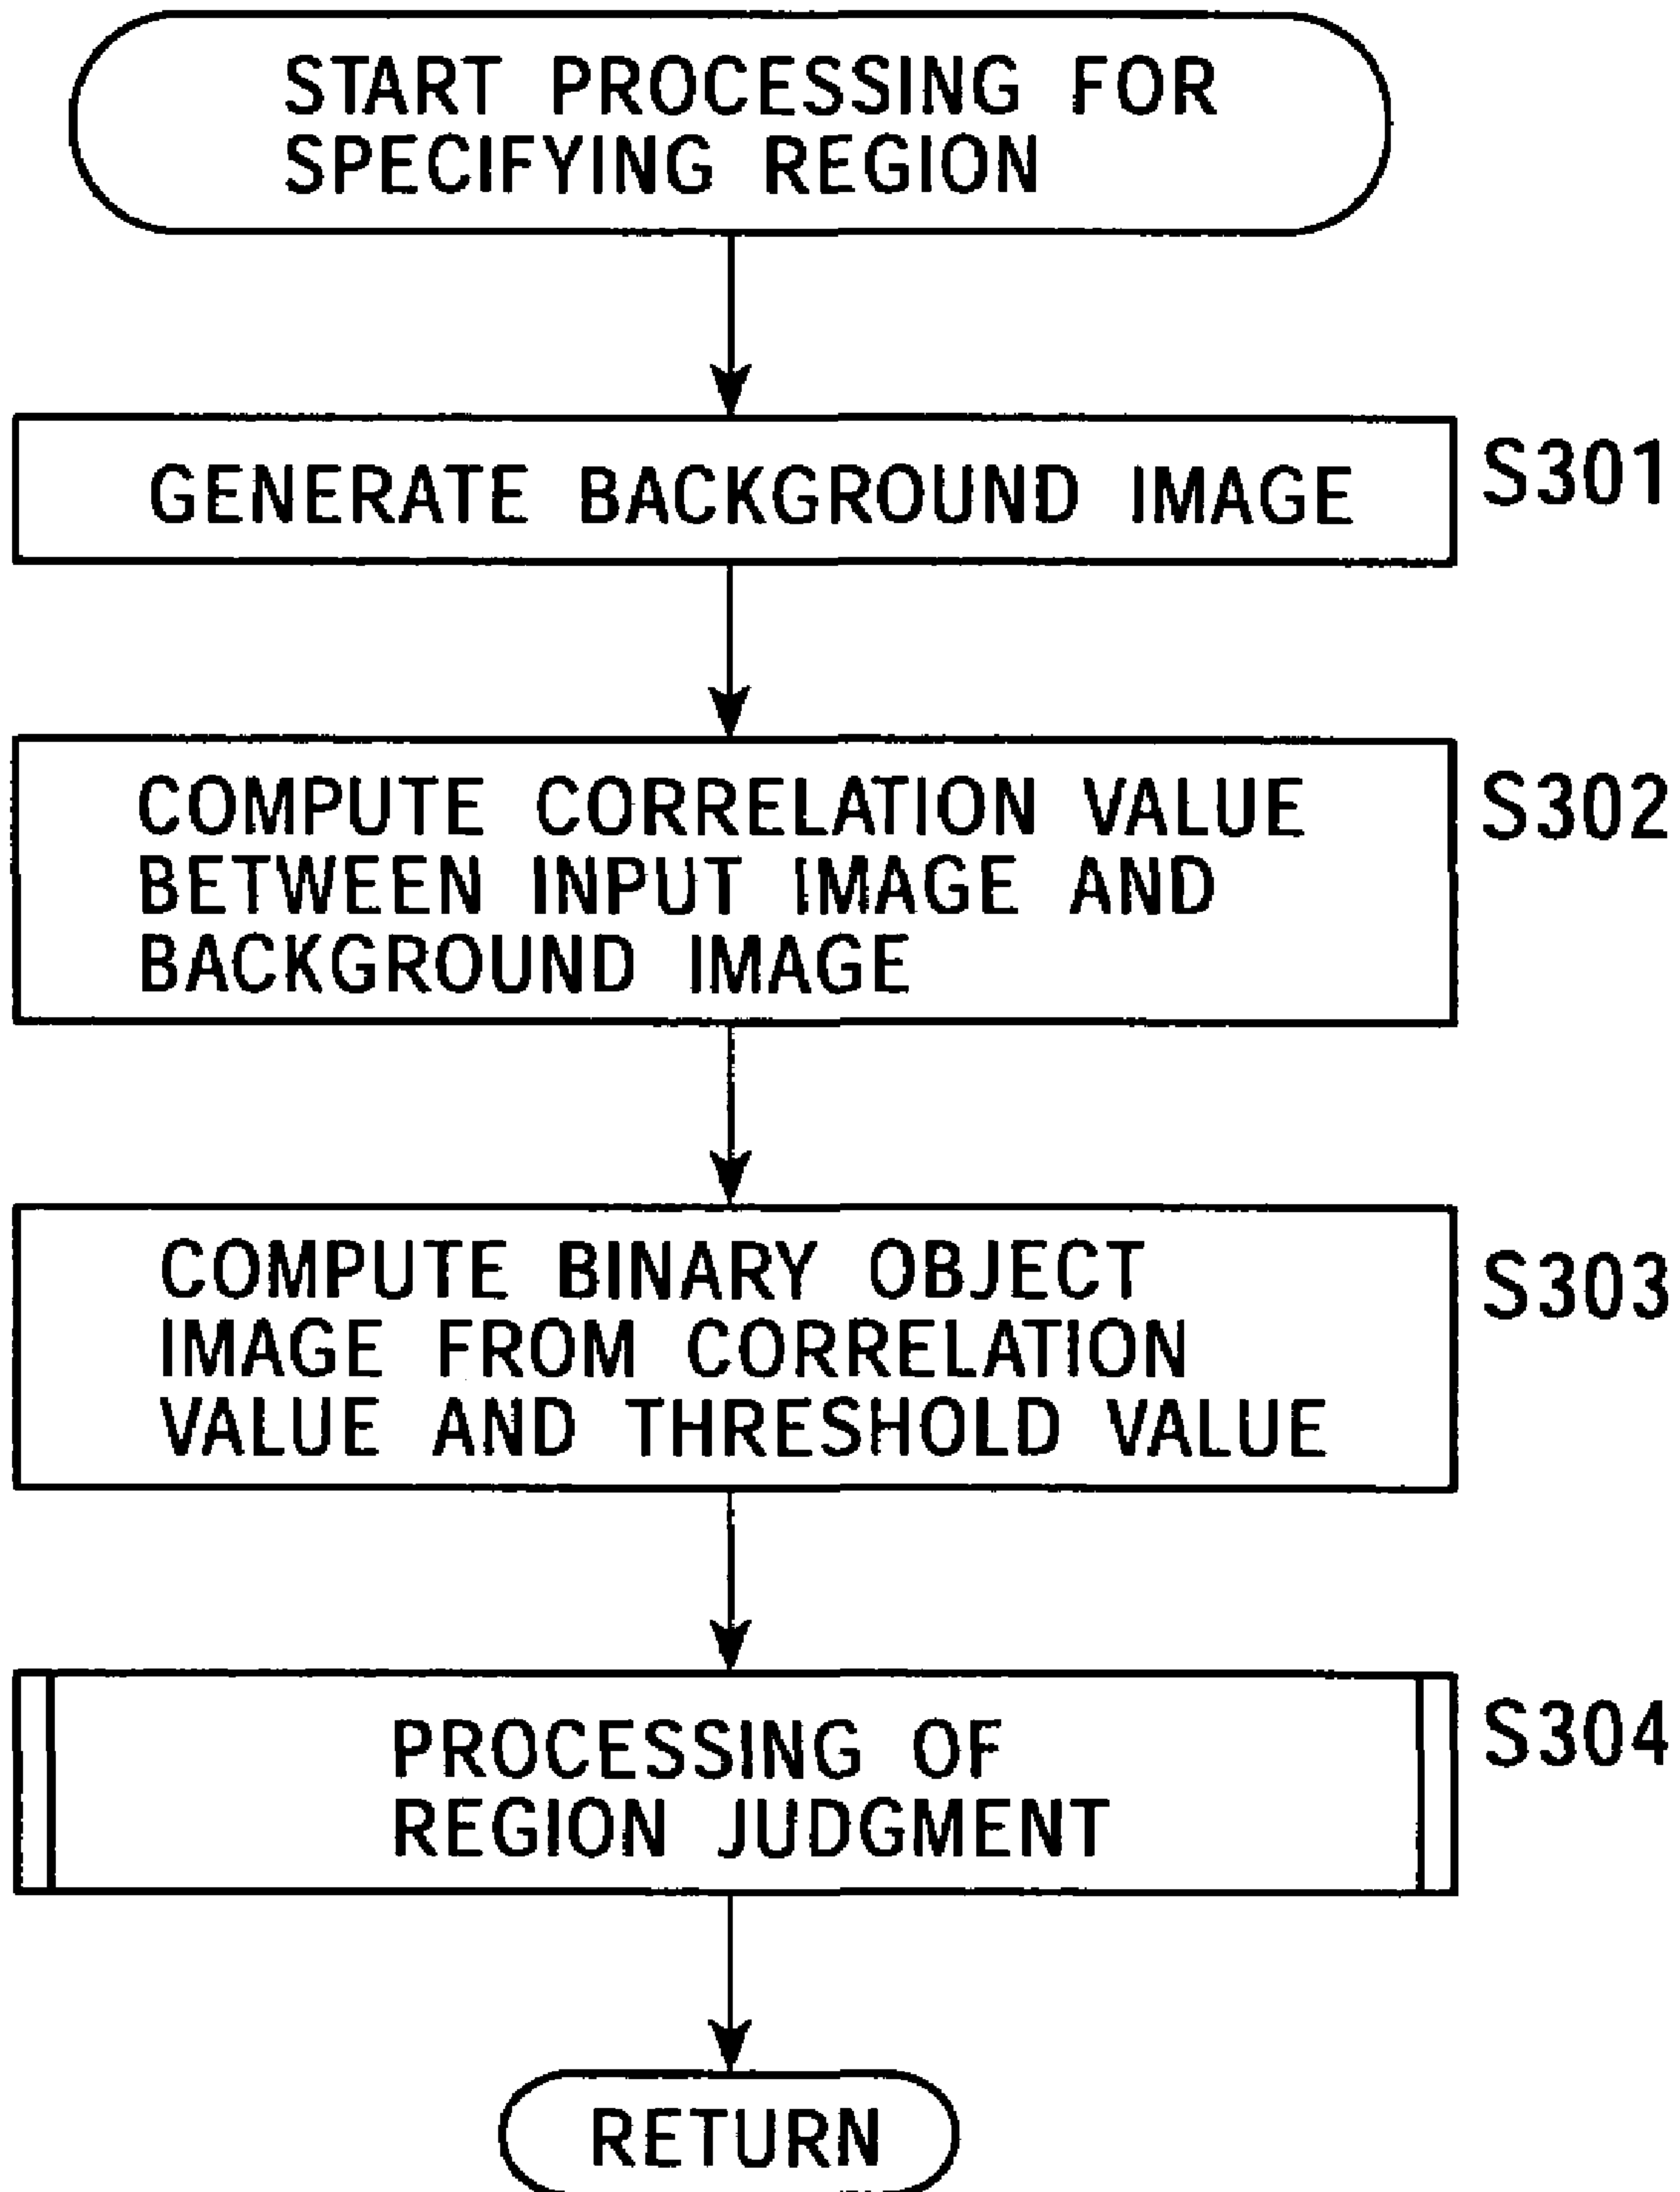 START PROCESSING FOR
SPECIFYING REGION
GENERATE BACKGROUND IMAGE
S301
COMPUTE CORRELATION VALUE
BETWEEN INPUT IMAGE AND
BACKGROUND IMAGE
S302
COMPUTE BINARY OBJECT
IMAGE FROM CORRELATION
VALUE AND THRESHOLD VALUE
S303
PROCESSING OF
REGION JUDGMENT
S304
RETURN